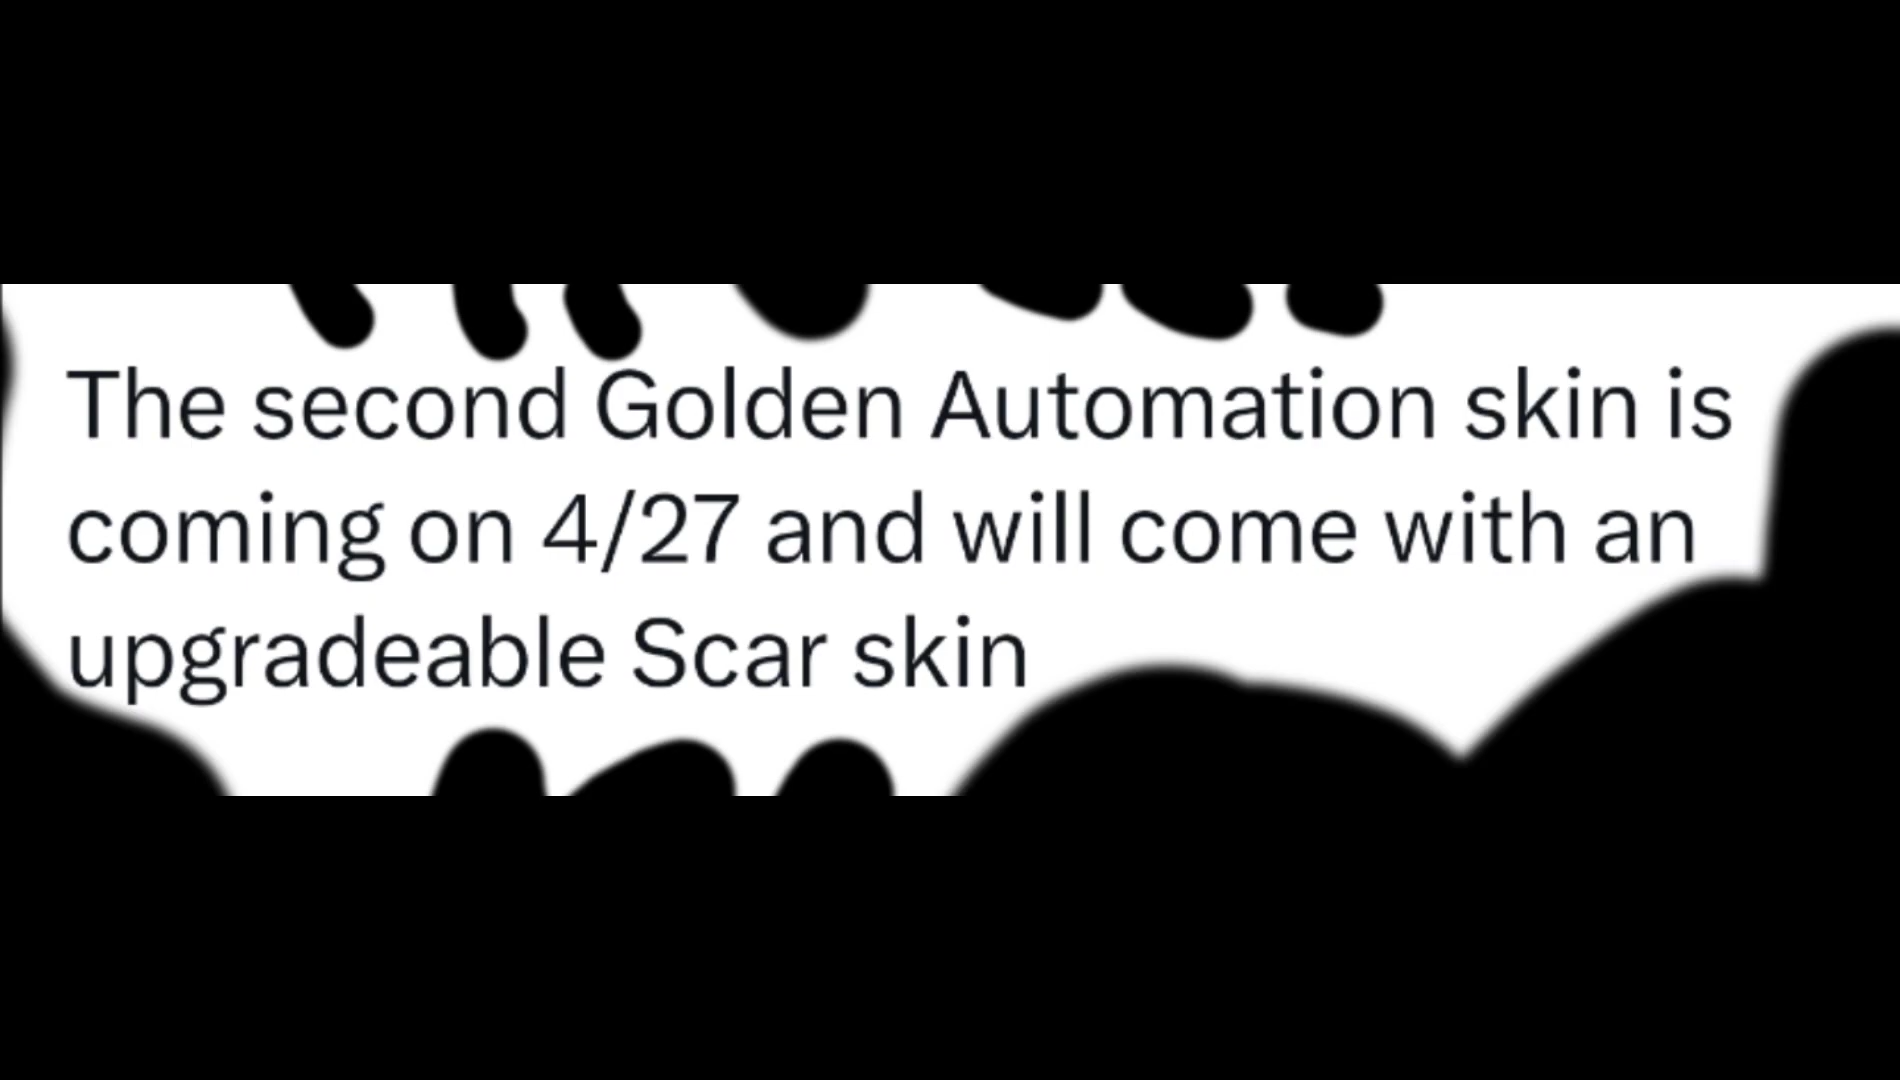 The second Golden Automation skin is
coming on 4/27 and will come with an
upgradeable Scar skin